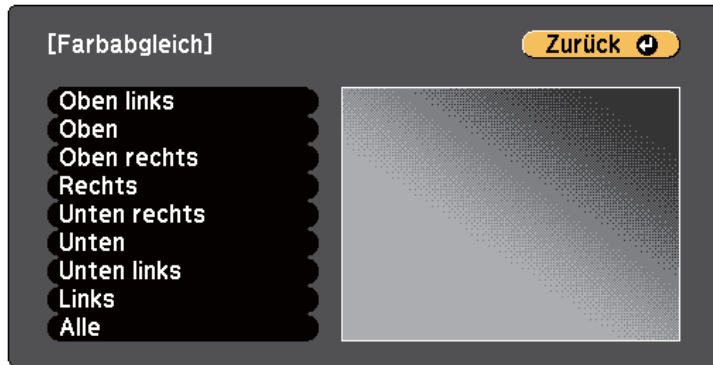 [Farbabgleich]
Zurück
Oben links
Oben
Oben rechts
Rechts
Unten rechts
Unten
Unten links
Links
Alle